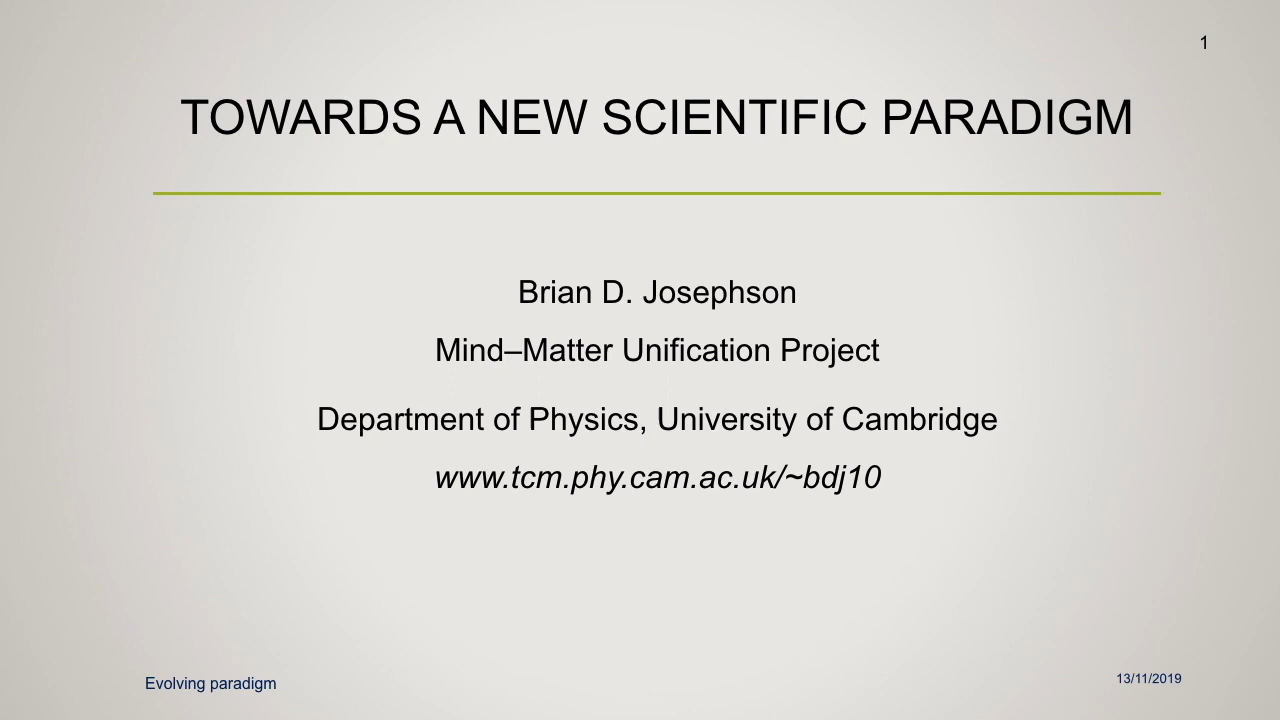 1
TOWARDS A NEW SCIENTIFIC PARADIGM
Brian D. Josephson
Mind–Matter Unification Project
Department of Physics, University of Cambridge
www.tcm.phy.cam.ac.uk/~bdj10
Evolving paradigm
13/11/2019